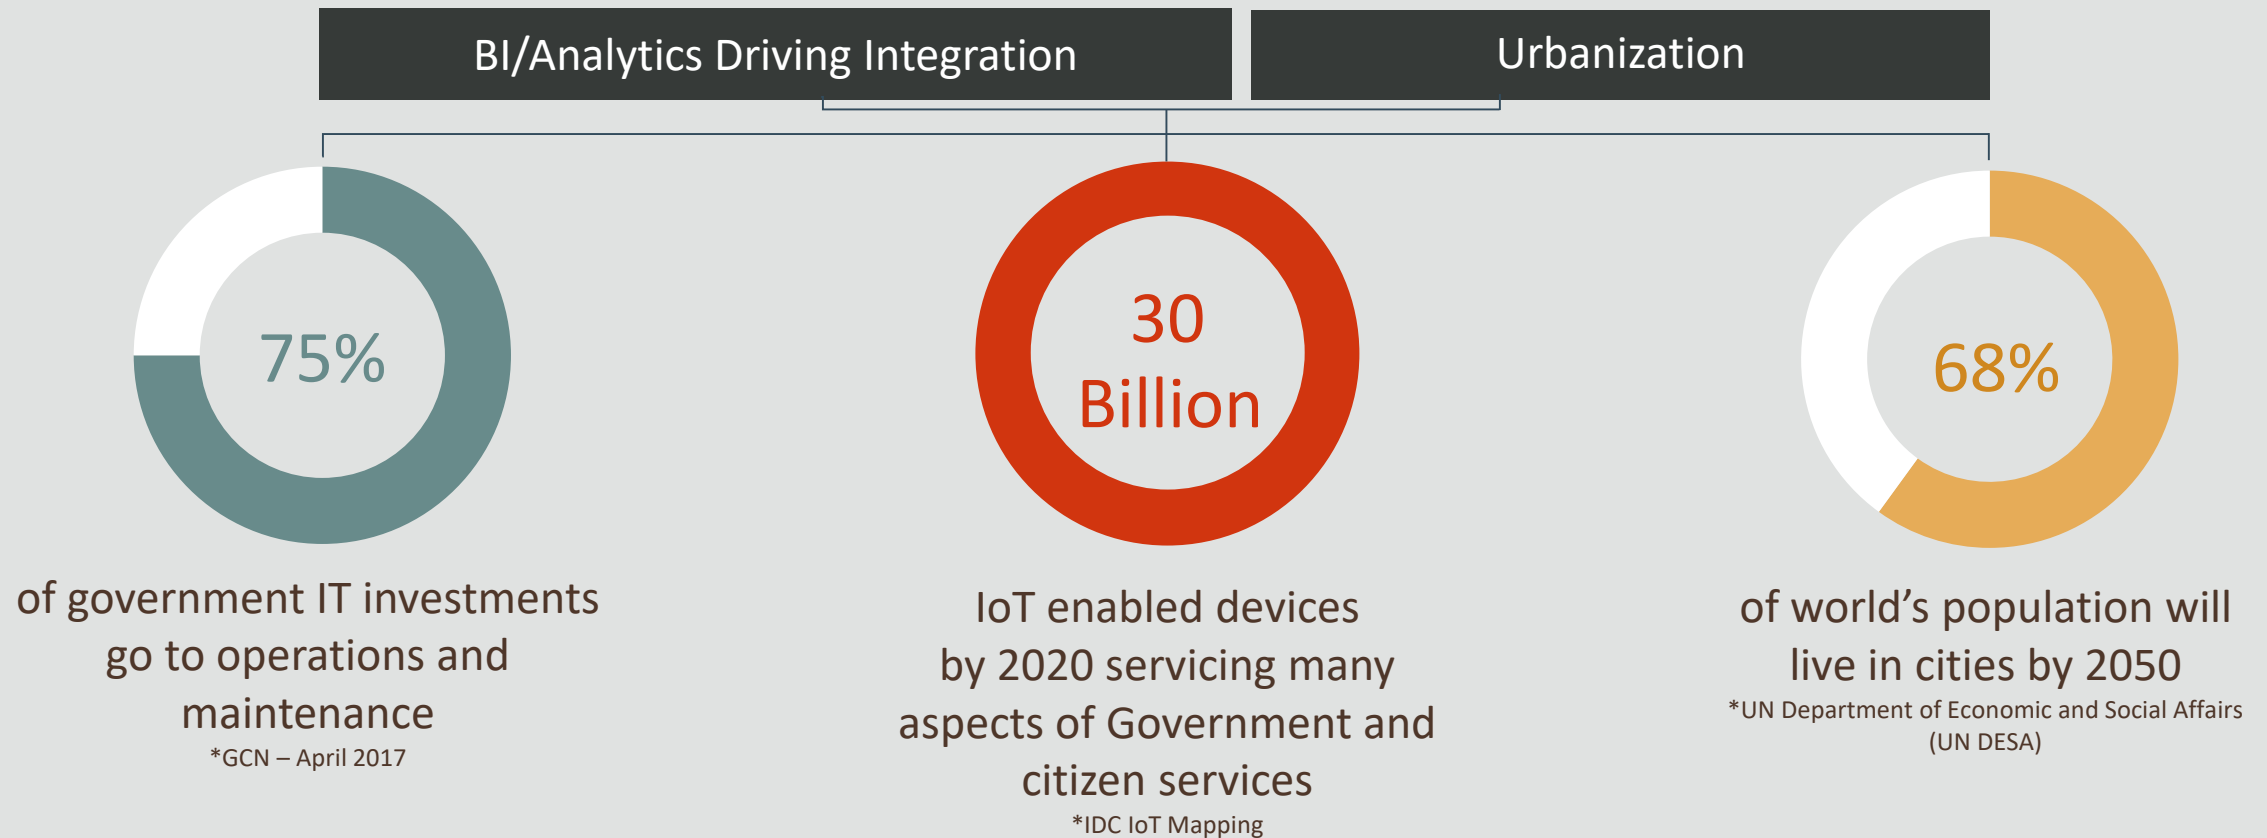 BI/Analytics Driving Integration
Urbanization
75%
of government IT investments
go to operations and
maintenance
*GCN – April 2017
30
Billion
IoT enabled devices
by 2020 servicing many
aspects of Government and
citizen services
*IDC IoT Mapping
68%
of world’s population will
live in cities by 2050
*UN Department of Economic and Social Affairs
(UN DESA)